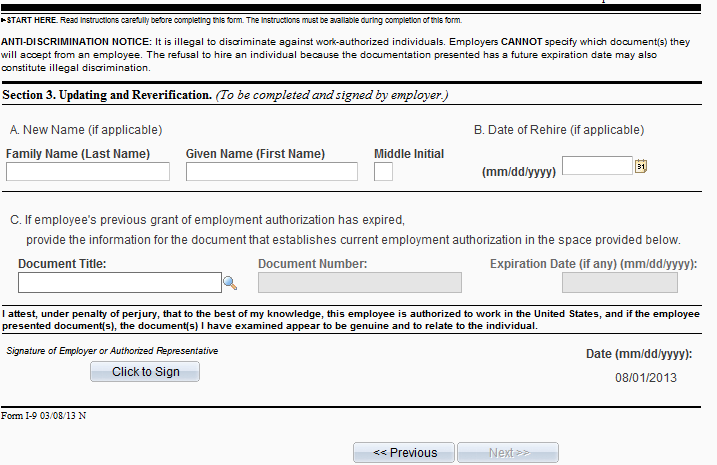 ►START HERE. Read instructions carefully before completing this form. The instructions must be available during completion of this form.
ANTI-DISCRIMINATION NOTICE: It is illegal to discriminate against work-authorized individuals. Employers CANNOT specify which document(s) they
will accept from an employee. The refusal to hire an individual because the documentation presented has a future expiration date may also
constitute illegal discrimination.
Section 3. Updating and Reverification. (To be completed and signed by employer.)
A. New Name (if applicable)
B. Date of Rehire (if applicable)
Family Name (Last Name)
Given Name (First Name)
Middle Initial
(mm/dd/yyyy)
31
C. If employee's previous grant of employment authorization has expired,
provide the information for the document that establishes current employment authorization in the space provided below.
Document Title:
Document Number:
Expiration Date (if any) (mm/dd/yyyy):
I attest, under penalty of perjury, that to the best of my knowledge, this employee is authorized to work in the United States, and if the employee
presented document(s), the document(s) I have examined appear to be genuine and to relate to the individual.
Signature of Employer or Authorized Representative
Date (mm/dd/yyyy):
Click to Sign
08/01/2013
Form I-9 03/08/13 N
<< Previous
Next >>